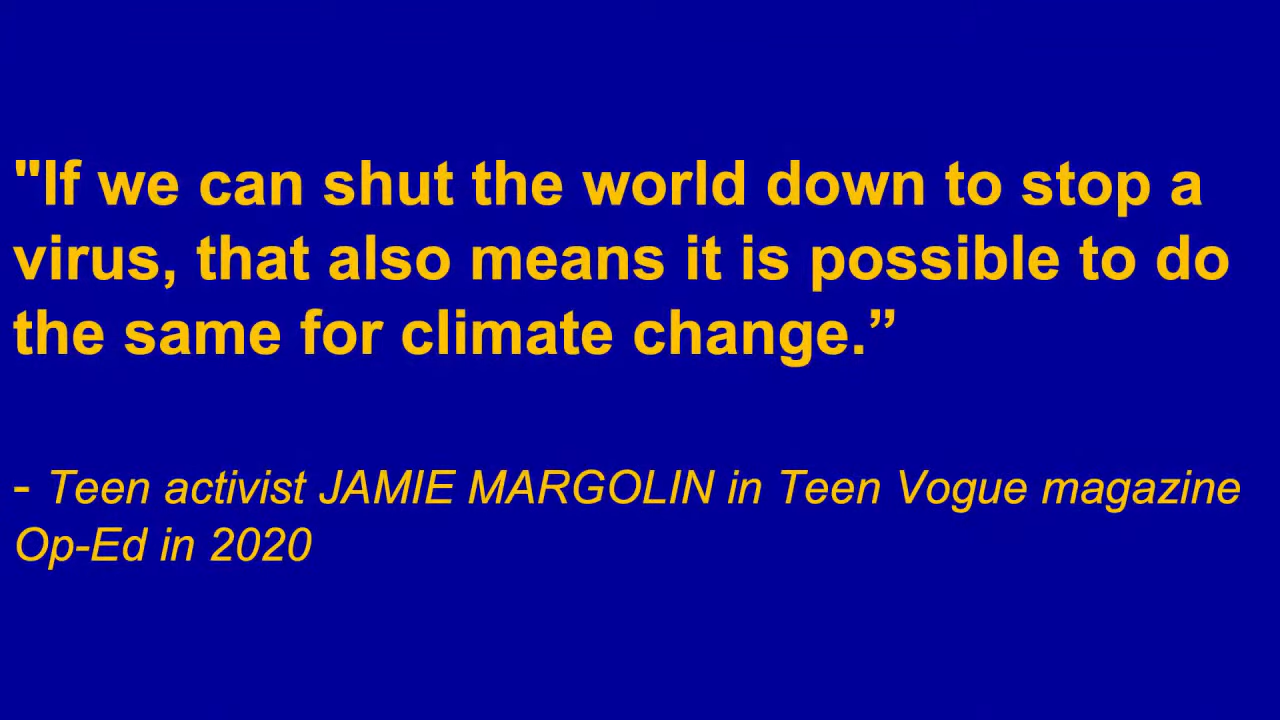 "If we can shut the world down to stop a
virus, that also means it is possible to do
the same for climate change.”
- Teen activist JAMIE MARGOLIN in Teen Vogue magazine
Op-Ed in 2020